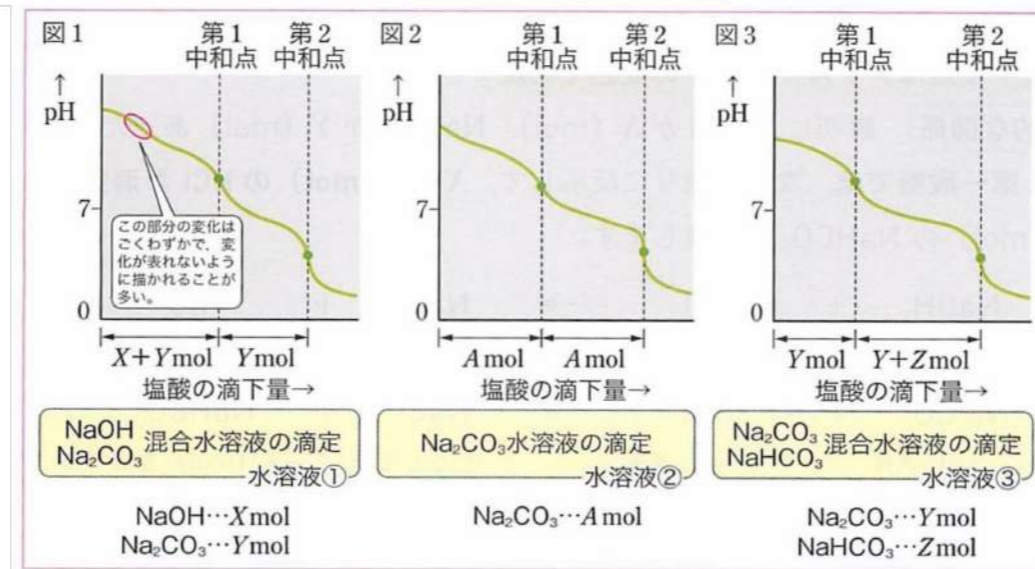 図1
第1
中和点
第2
中和点
↑
pH
7
0
この部分の変化は
ごくわずかで、変
化が表れないよう
に描かれることが
多い。
X+Ymol
Ymol
塩酸の滴下量→
NaOH
Na₂CO₃
混合水溶液の滴定
水溶液①
NaOH…Xmol
Na₂CO₃…Ymol
図2
第1
中和点
第2
中和点
↑
pH
7
0
Amol
Amol
塩酸の滴下量→
Na₂CO₃水溶液の滴定
水溶液②
Na₂CO₃…Amol
図3
第1
中和点
第2
中和点
↑
pH
7
0
Ymol
Y+Zmol
塩酸の滴下量→
Na₂CO₃
NaHCO₃
混合水溶液の滴定
水溶液③
Na₂CO₃…Ymol
NaHCO₃…Zmol